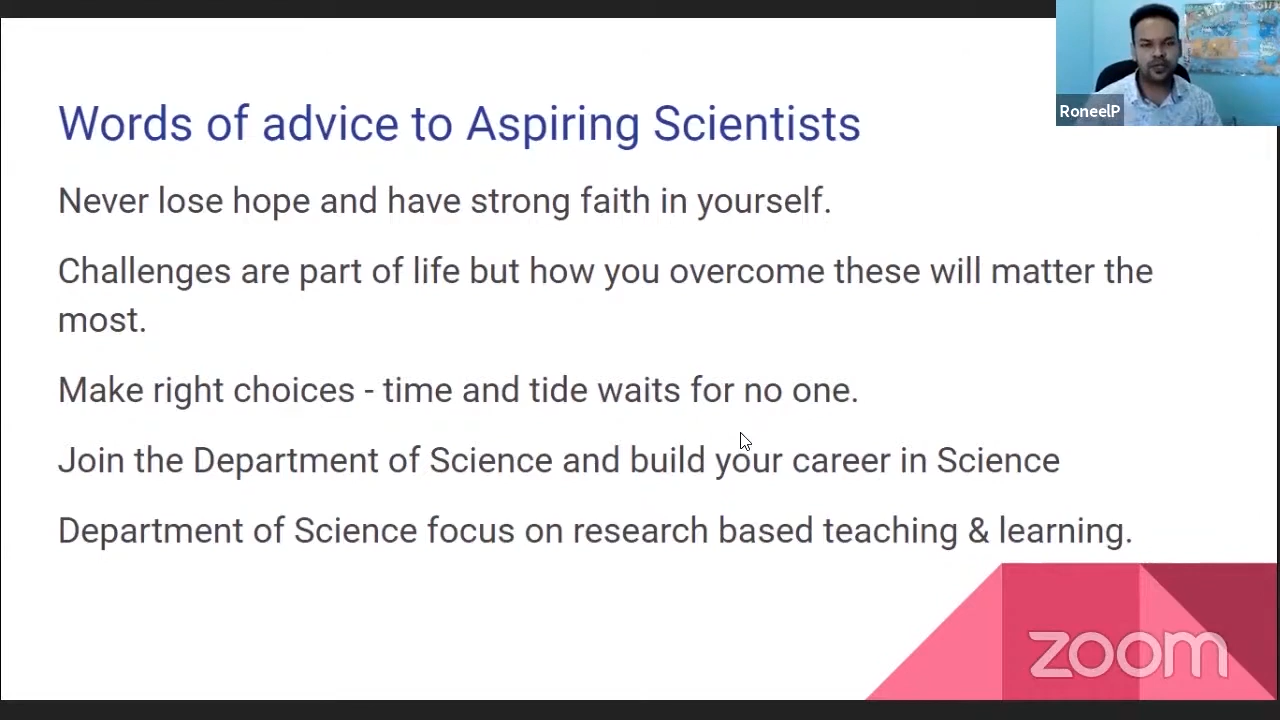 RoneelP
Words of advice to Aspiring Scientists
Never lose hope and have strong faith in yourself.
Challenges are part of life but how you overcome these will matter the
most.
Make right choices - time and tide waits for no one.
Join the Department of Science and build your career in Science
Department of Science focus on research based teaching & learning.
zoom